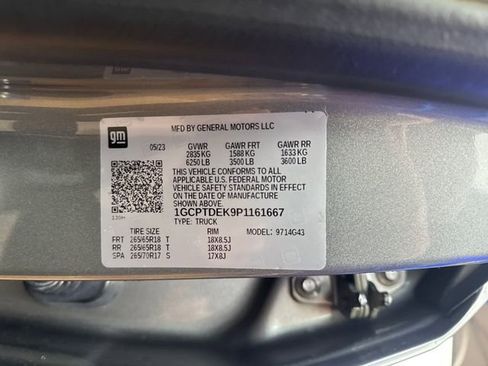 gm
MFD BY GENERAL MOTORS LLC
05/23 GVWR GAWR FRT GAWR RR
2835 KG 1588 KG 1633 KG
6250 LB 3500 LB 3600 LB
THIS VEHICLE CONFORMS TO ALL
APPLICABLE U.S. FEDERAL MOTOR
VEHICLE SAFETY STANDARDS IN EFFECT
ON THE DATE OF MANUFACTURE
SHOWN ABOVE.
1GCPTDEK9P1161667
TYPE: TRUCK
TIRE SIZE RIM MODEL: 9714G43
FRT 265/65R18 T 18X8.5J
RR 265/65R18 T 18X8.5J
SPA 265/70R17 S 17X8J